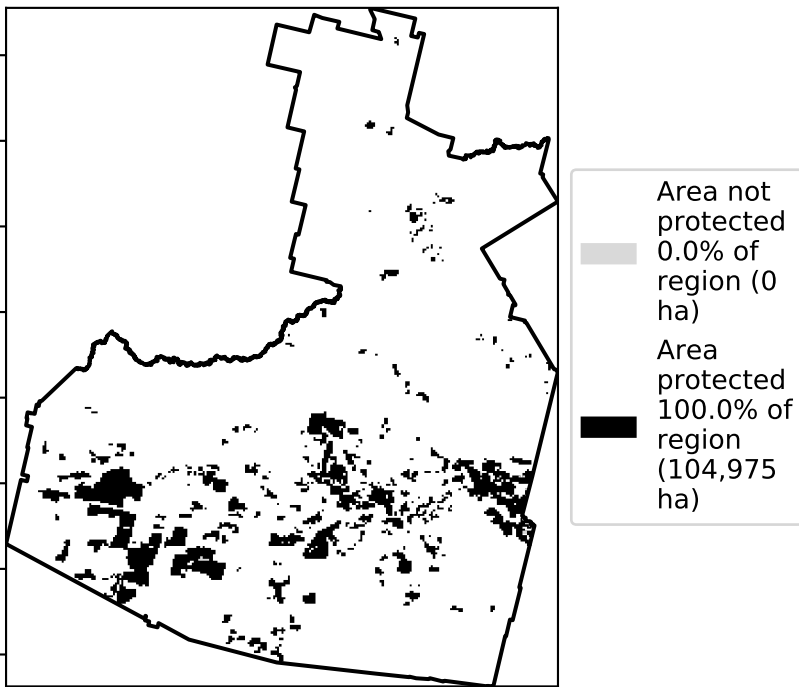 Area not
protected
0.0% of
region (0
ha)
Area
protected
100.0% of
region
(104,975
ha)